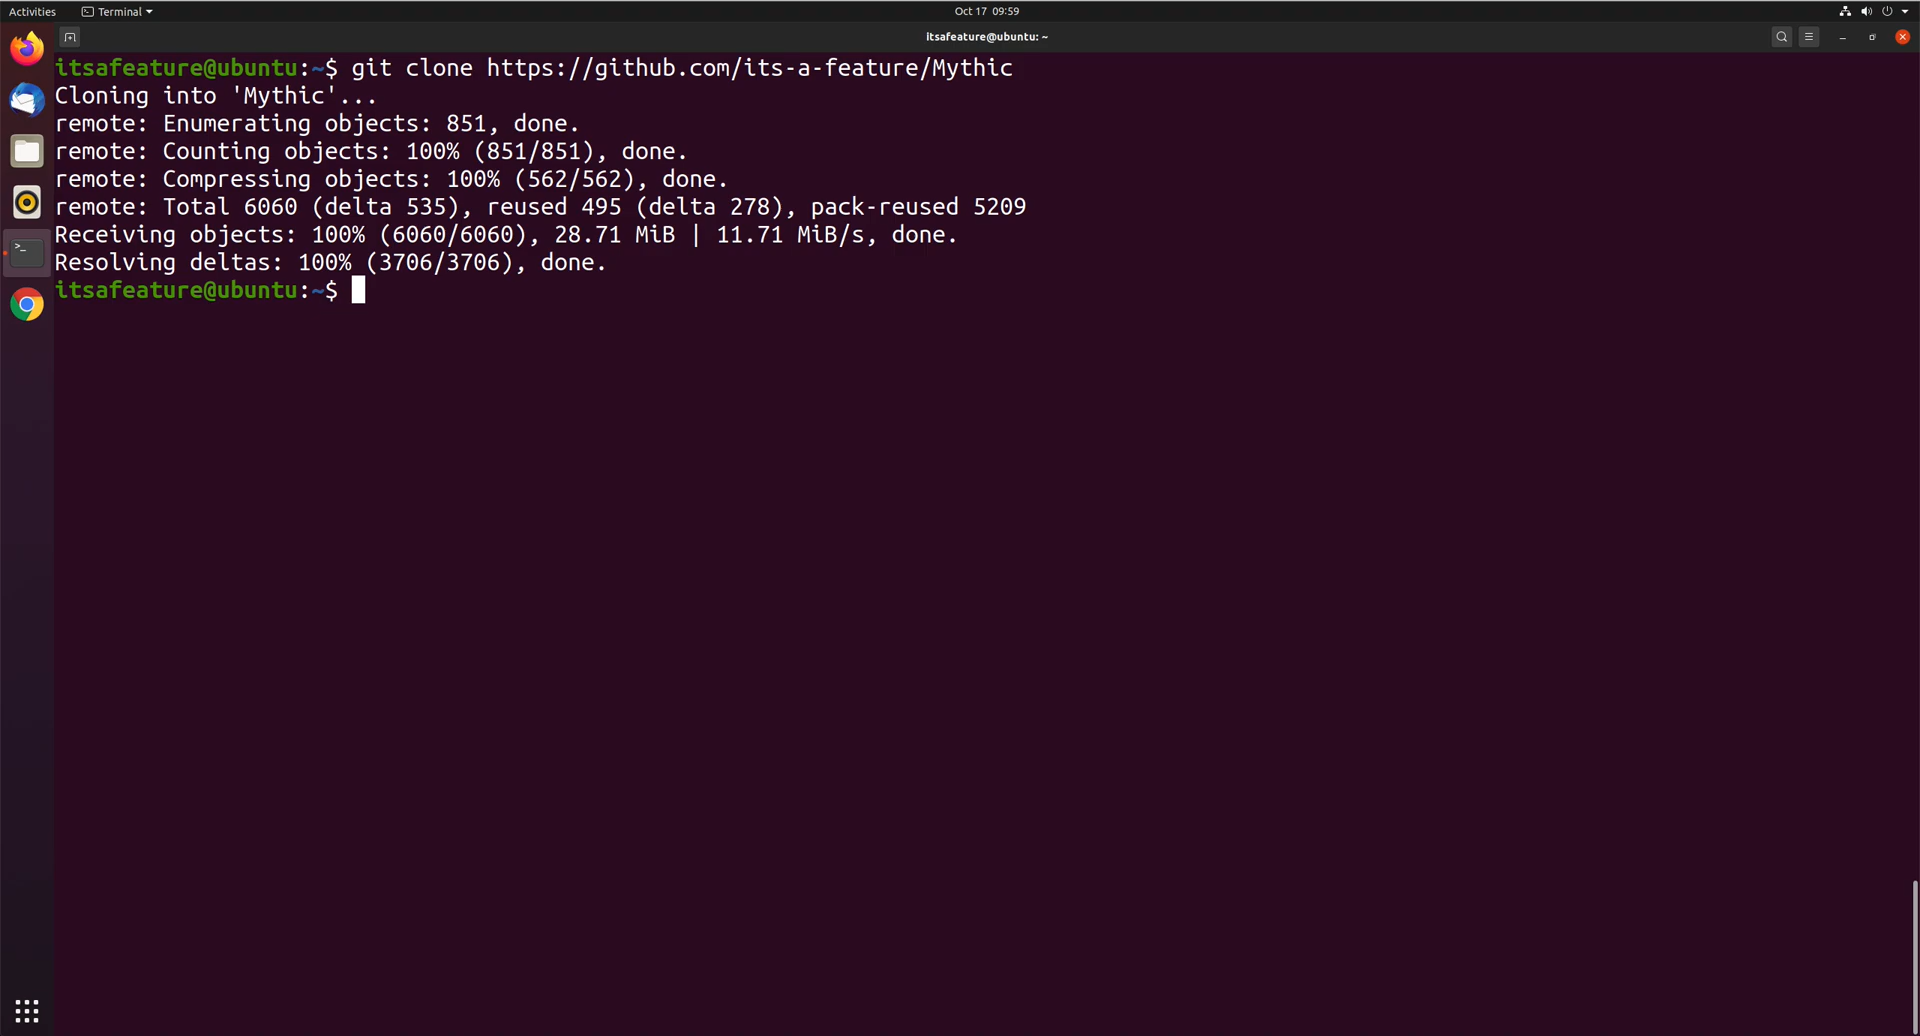 Activities Terminal Oct 17 09:59
itsafeature@ubuntu: ~
itsafeature@ubuntu:~$ git clone https://github.com/its-a-feature/Mythic
Cloning into 'Mythic'...
remote: Enumerating objects: 851, done.
remote: Counting objects: 100% (851/851), done.
remote: Compressing objects: 100% (562/562), done.
remote: Total 6060 (delta 535), reused 495 (delta 278), pack-reused 5209
Receiving objects: 100% (6060/6060), 28.71 MiB | 11.71 MiB/s, done.
Resolving deltas: 100% (3706/3706), done.
itsafeature@ubuntu:~$